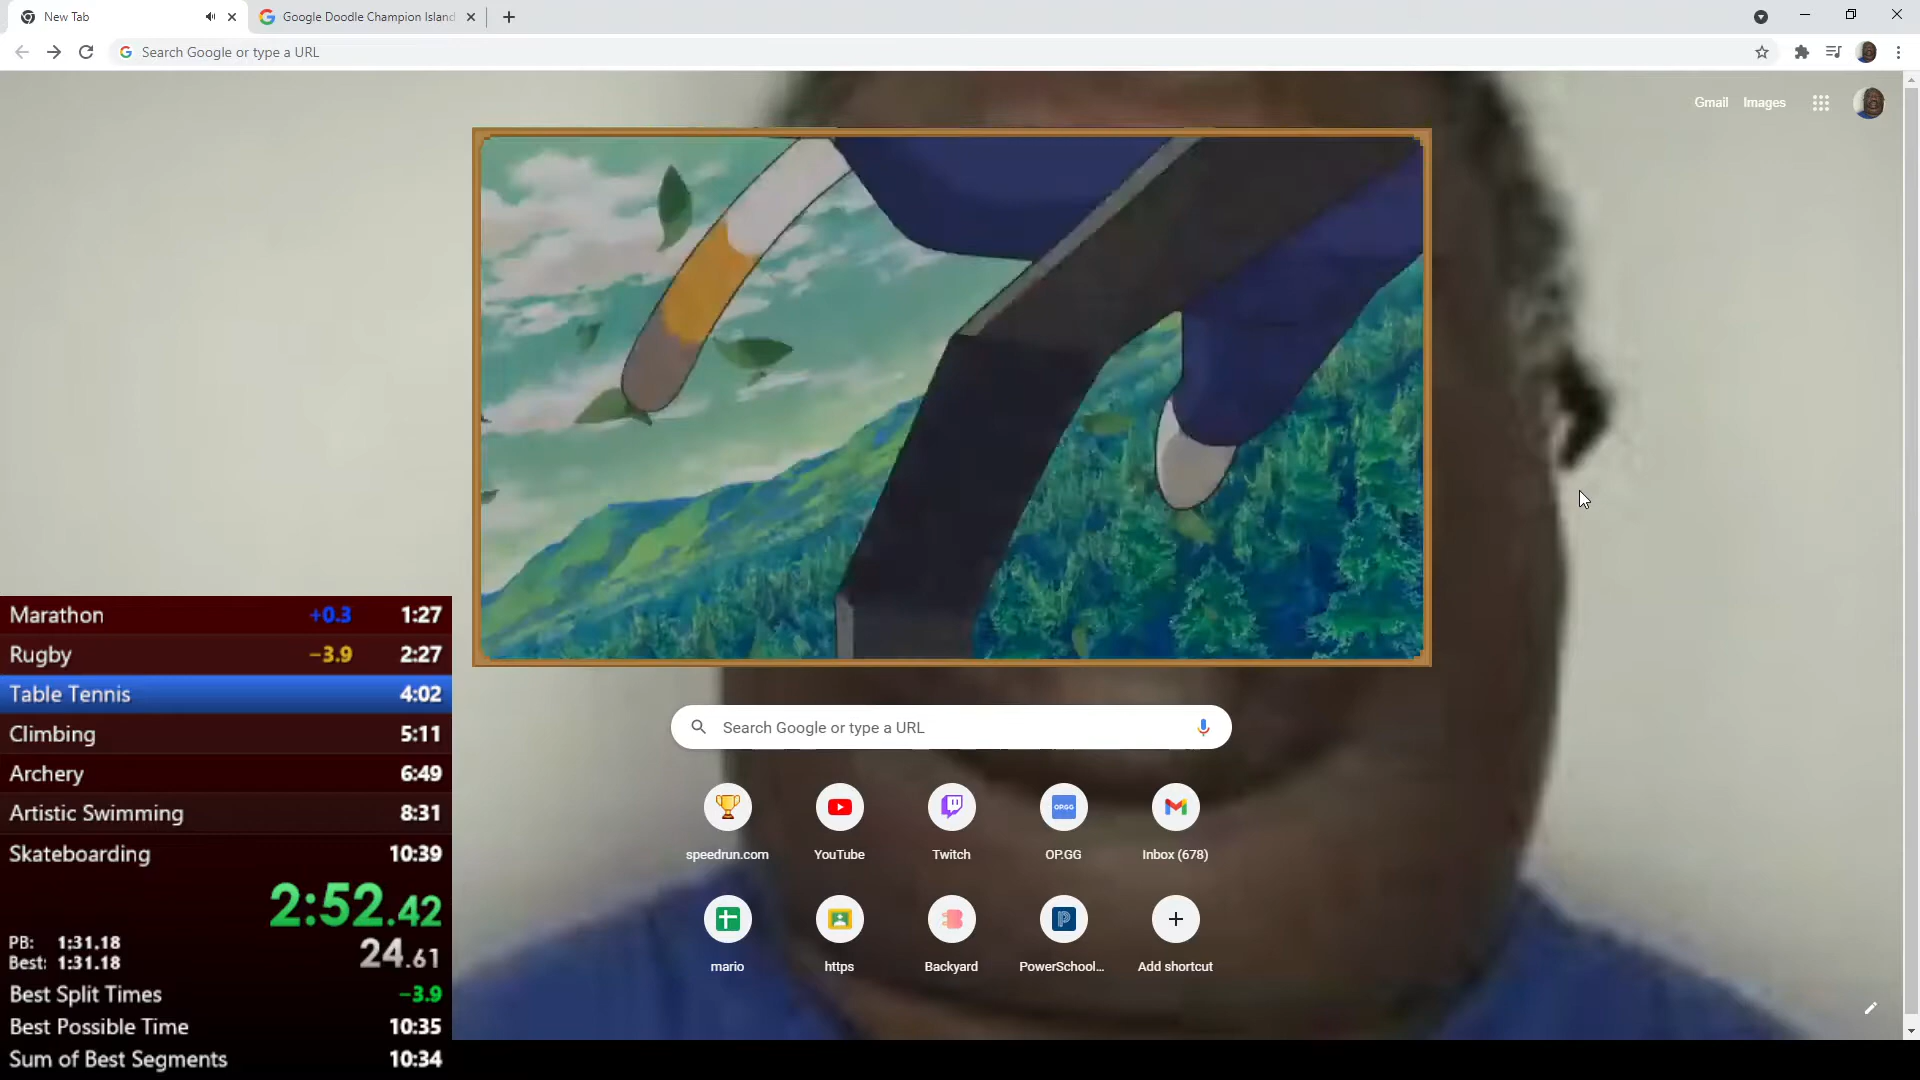 New Tab
Google Doodle Champion Island
Search Google or type a URL
Gmail Images
Search Google or type a URL
speedrun.com YouTube Twitch OP.GG Inbox (678)
OP.GG
mario https Backyard PowerSchool... Add shortcut
Marathon +0.3 1:27
Rugby −3.9 2:27
Table Tennis 4:02
Climbing 5:11
Archery 6:49
Artistic Swimming 8:31
Skateboarding 10:39
2:52.42
PB: 1:31.18
Best: 1:31.18
24.61
Best Split Times −3.9
Best Possible Time 10:35
Sum of Best Segments 10:34